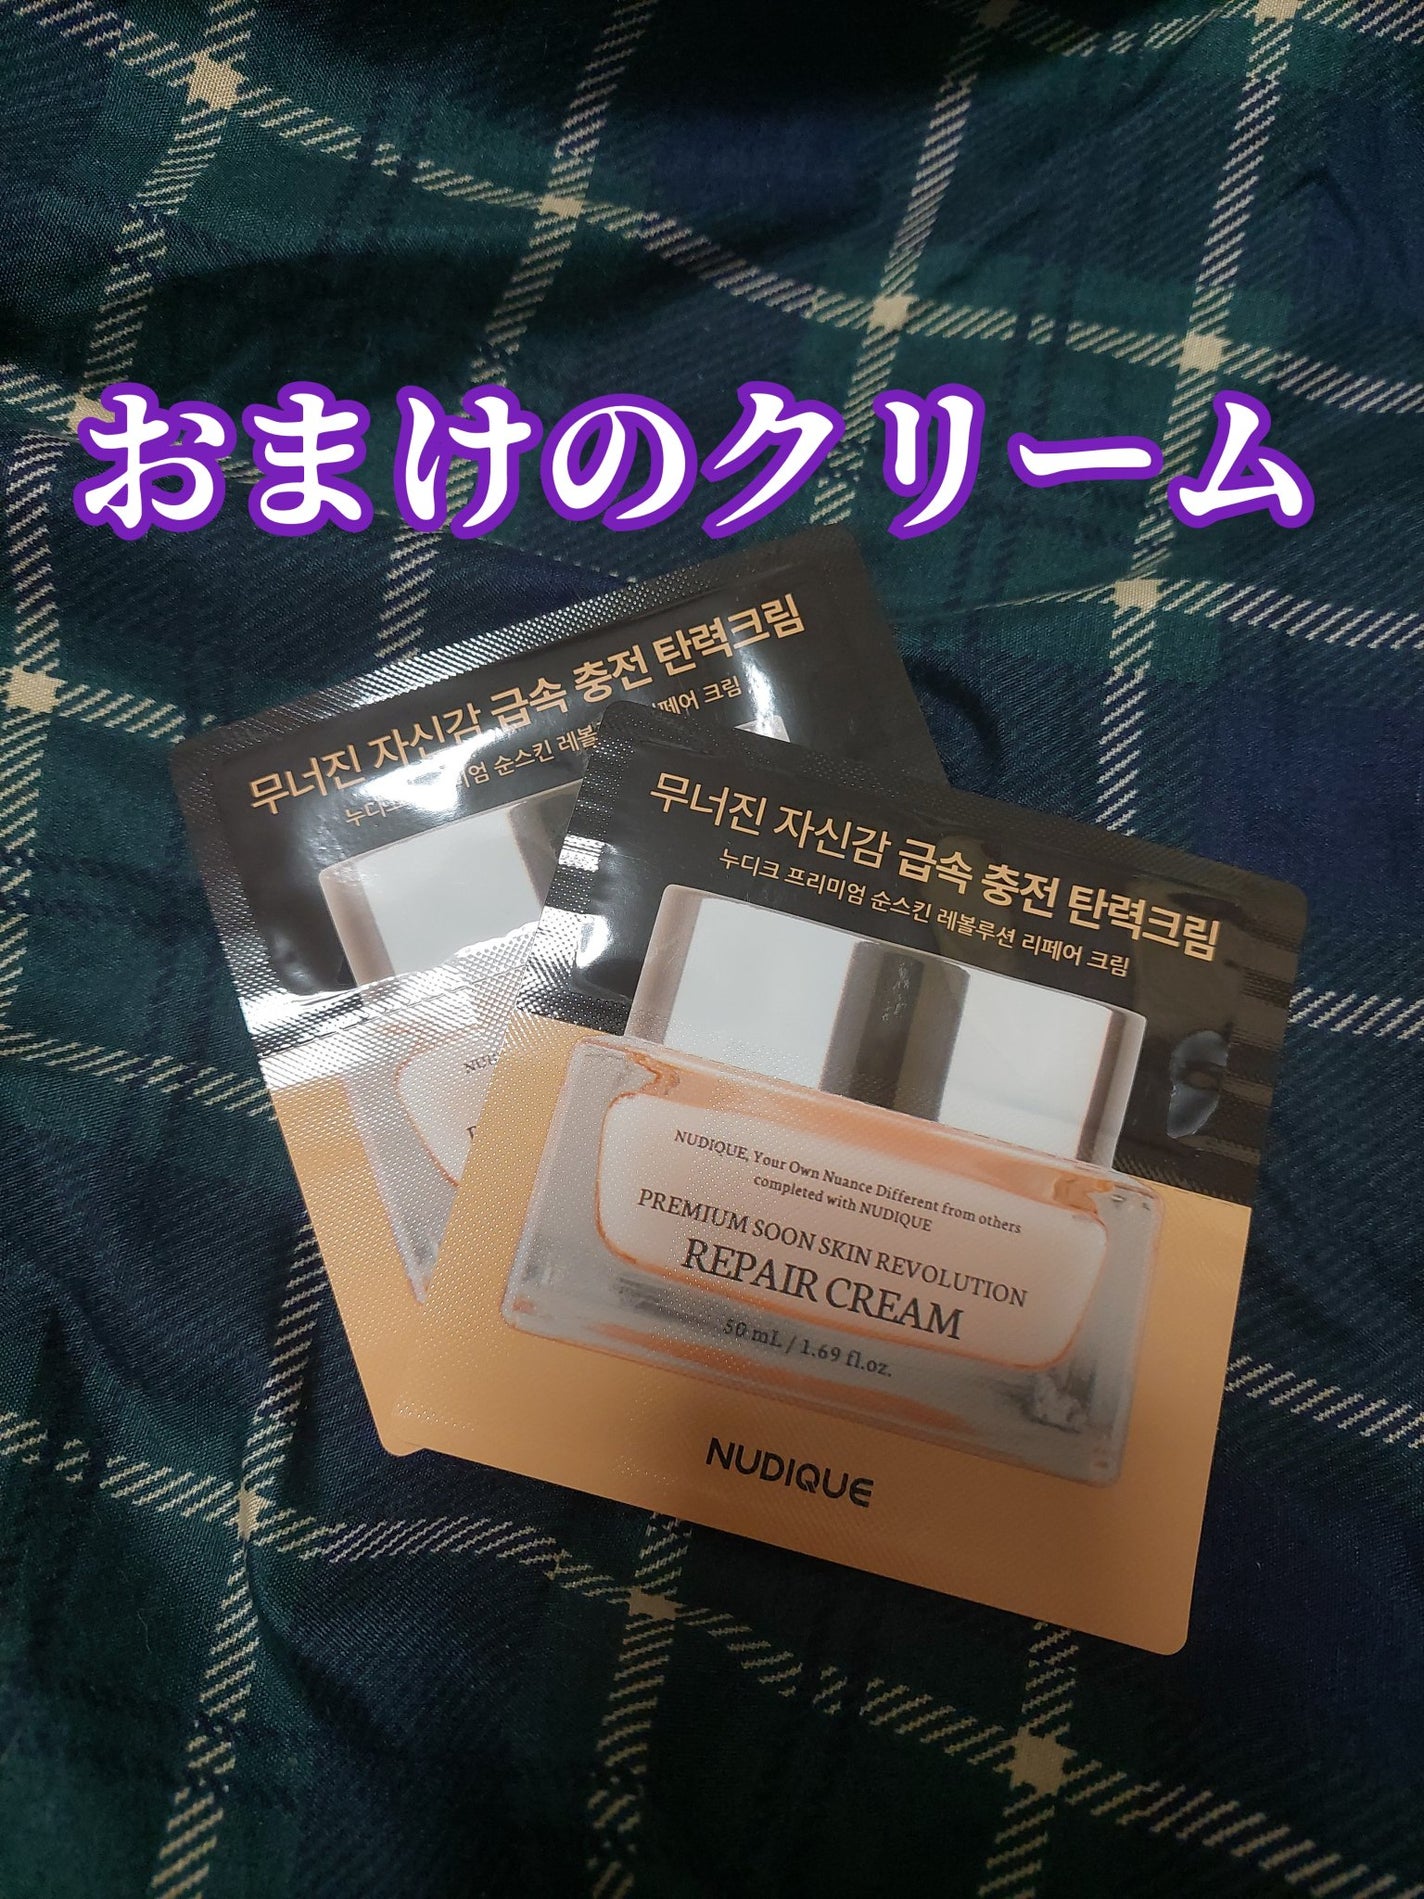 おまけのクリーム
무너진 자신감 급속 충전 탄력크림
순스킨
무너진 자신감 급속 충전 탄력크림
누디크 프리미엄 순스킨 레볼루션 리페어 크림
NUDIQUE, Your Own Nuance Different from others
completed with NUDIQUE
PREMIUM SOON SKIN REVOLUTION
REPAIR CREAM
50 mL / 1.69 fl.oz.
NUDIQUE